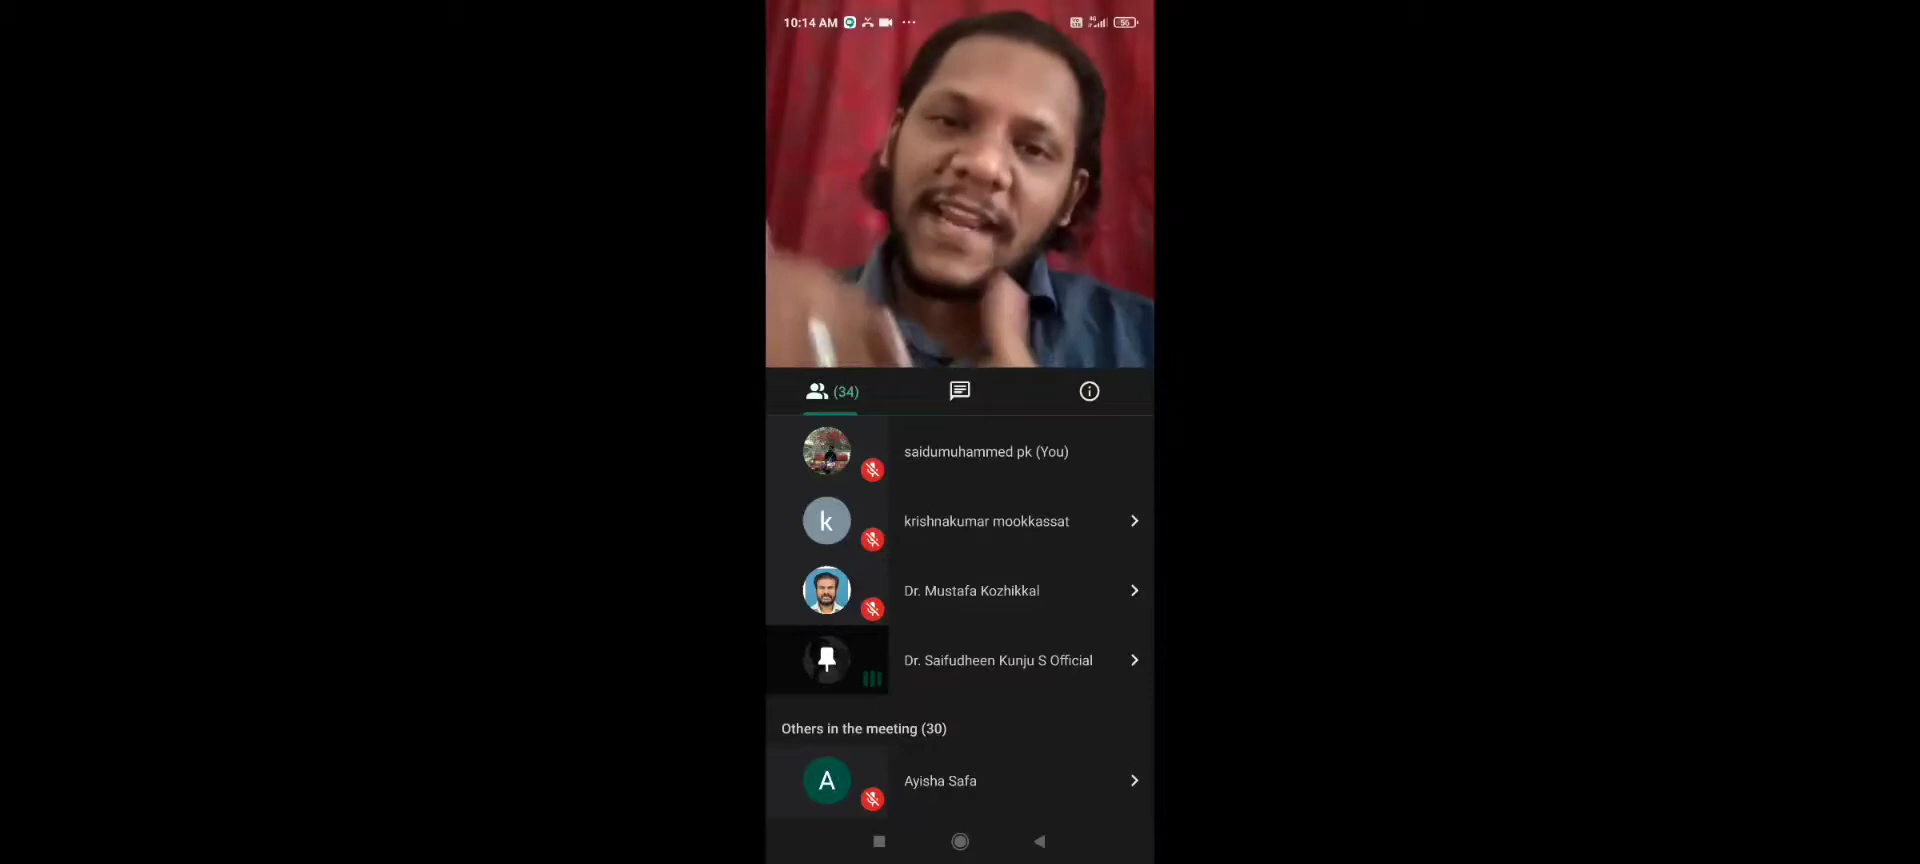 10:14 AM
56
(34)
saidumuhammed pk (You)
k
krishnakumar mookkassat
Dr. Mustafa Kozhikkal
Dr. Saifudheen Kunju S Official
Others in the meeting (30)
A
Ayisha Safa